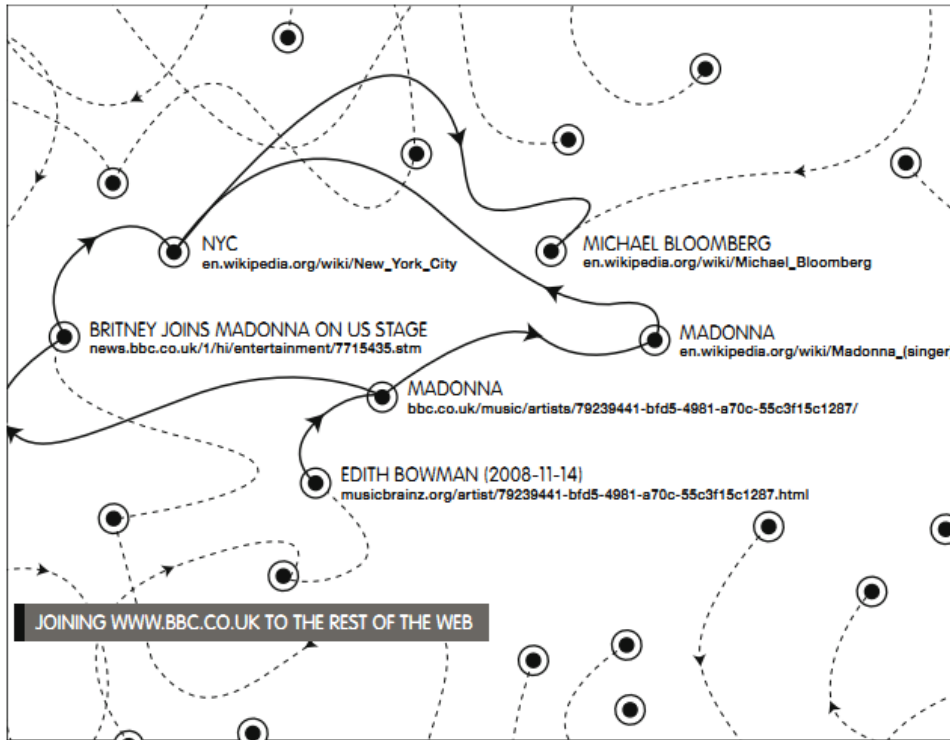 NYC
en.wikipedia.org/wiki/New_York_City
MICHAEL BLOOMBERG
en.wikipedia.org/wiki/Michael_Bloomberg
BRITNEY JOINS MADONNA ON US STAGE
news.bbc.co.uk/1/hi/entertainment/7715435.stm
MADONNA
en.wikipedia.org/wiki/Madonna_(singer
MADONNA
bbc.co.uk/music/artists/79239441-bfd5-4981-a70c-55c3f15c1287/
EDITH BOWMAN (2008-11-14)
musicbrainz.org/artist/79239441-bfd5-4981-a70c-55c3f15c1287.html
JOINING WWW.BBC.CO.UK TO THE REST OF THE WEB